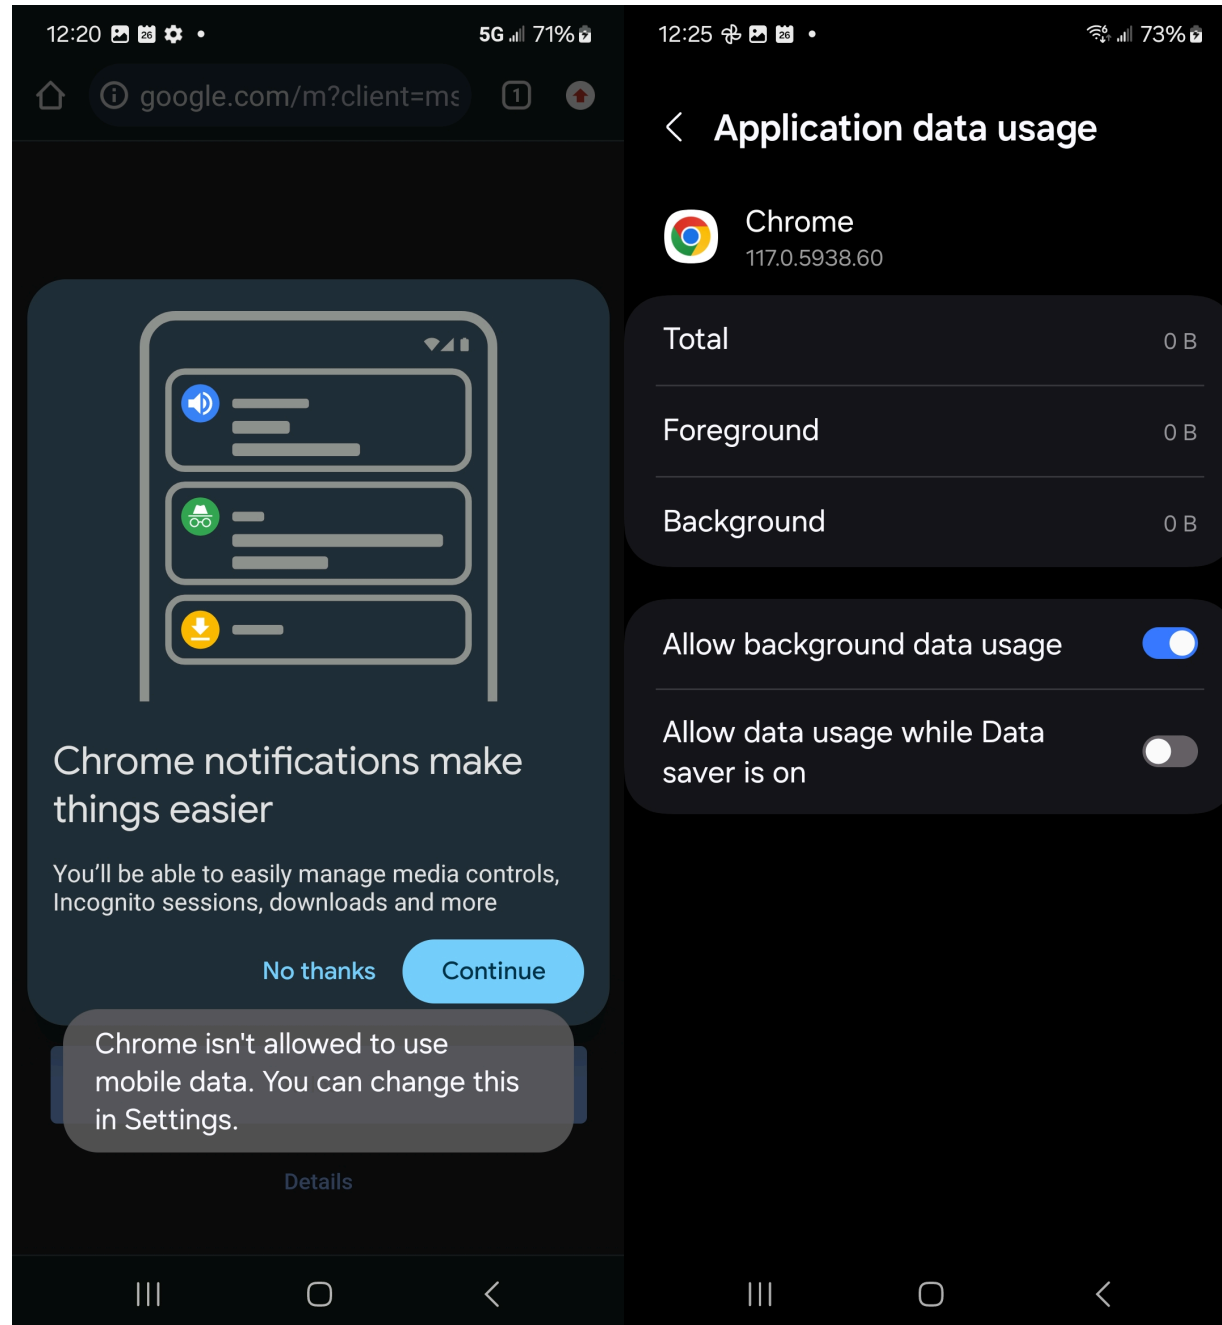 12:20 26
5G 71%
google.com/m?client=ms
1
Chrome notifications make
things easier
You'll be able to easily manage media controls,
Incognito sessions, downloads and more
No thanks
Continue
Chrome isn't allowed to use
mobile data. You can change this
in Settings.
Details
12:25 26
6 73%
Application data usage
Chrome
117.0.5938.60
Total 0 B
Foreground 0 B
Background 0 B
Allow background data usage
Allow data usage while Data
saver is on